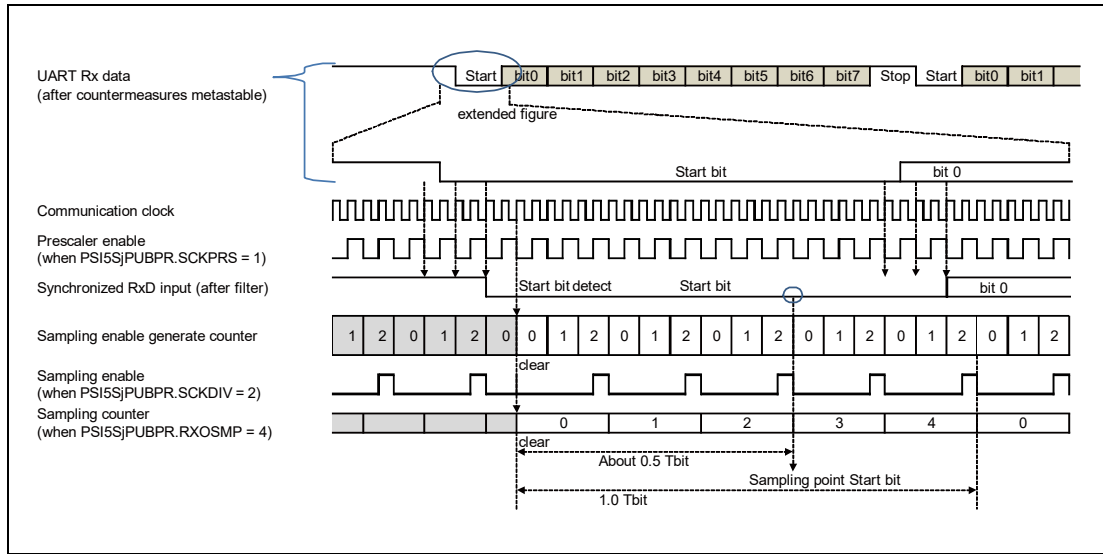 UART Rx data
(after countermeasures metastable)
Start bit0 bit1 bit2 bit3 bit4 bit5 bit6 bit7 Stop Start bit0 bit1
extended figure
Start bit bit 0
Communication clock
Prescaler enable
(when PSI5SjPUBPR.SCKPRS = 1)
Synchronized RxD input (after filter)
Start bit detect Start bit bit 0
Sampling enable generate counter
1 2 0 1 2 0 0 1 2 0 1 2 0 1 2 0 1 2 0 1 2 0 1 2
clear
Sampling enable
(when PSI5SjPUBPR.SCKDIV = 2)
Sampling counter
(when PSI5SjPUBPR.RXOSMP = 4)
0 1 2 3 4 0
clear
About 0.5 Tbit
Sampling point Start bit
1.0 Tbit